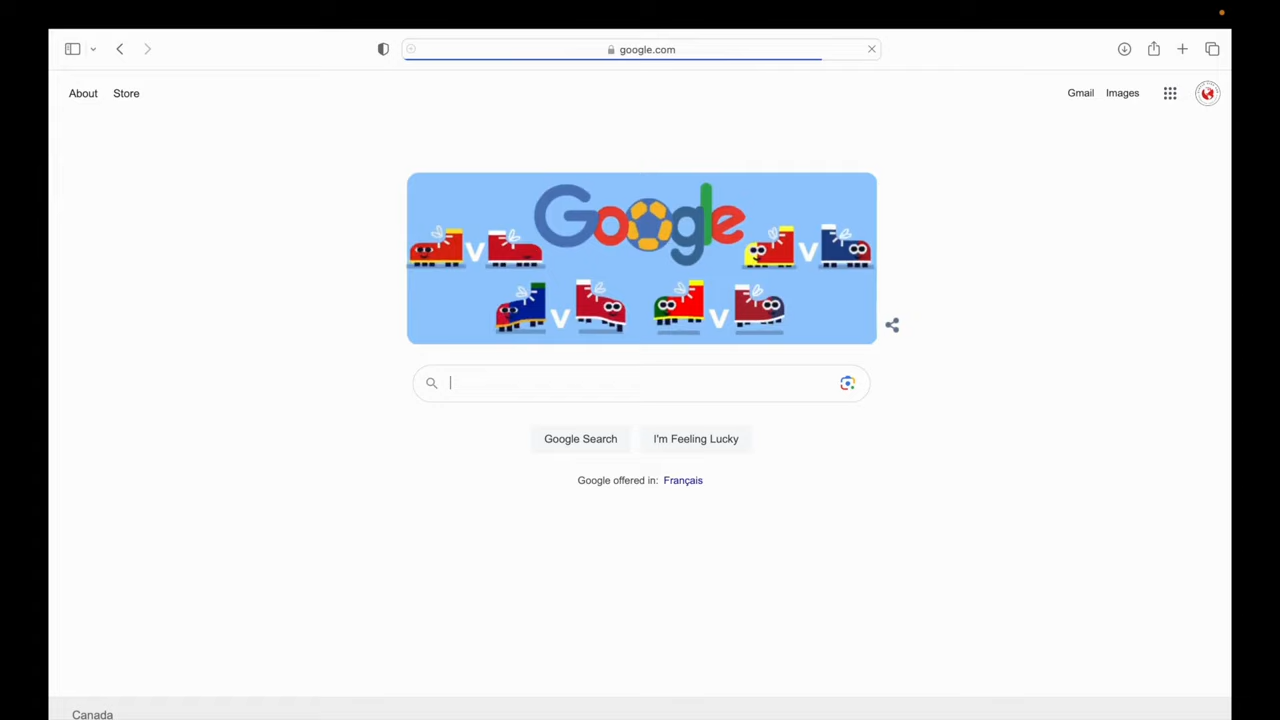 google.com
About Store
Gmail Images
Google
V V
V V
Google Search I'm Feeling Lucky
Google offered in: Français
Canada